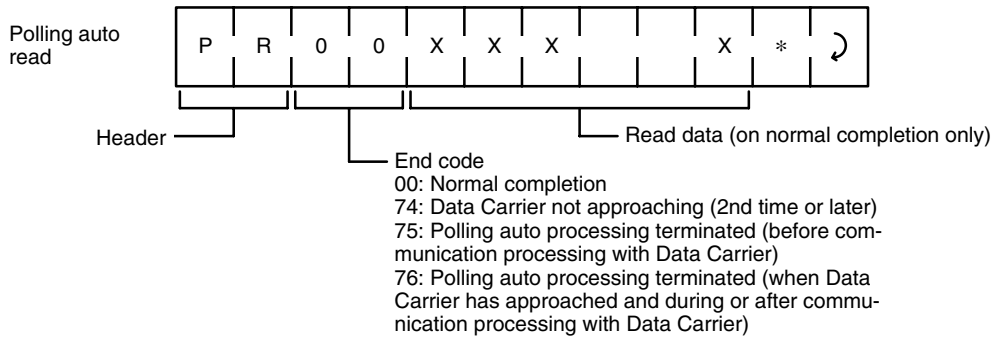 Polling auto
read
P R 0 0 X X X X * ⤸
Header
Read data (on normal completion only)
End code
00: Normal completion
74: Data Carrier not approaching (2nd time or later)
75: Polling auto processing terminated (before com-
munication processing with Data Carrier)
76: Polling auto processing terminated (when Data
Carrier has approached and during or after commu-
nication processing with Data Carrier)